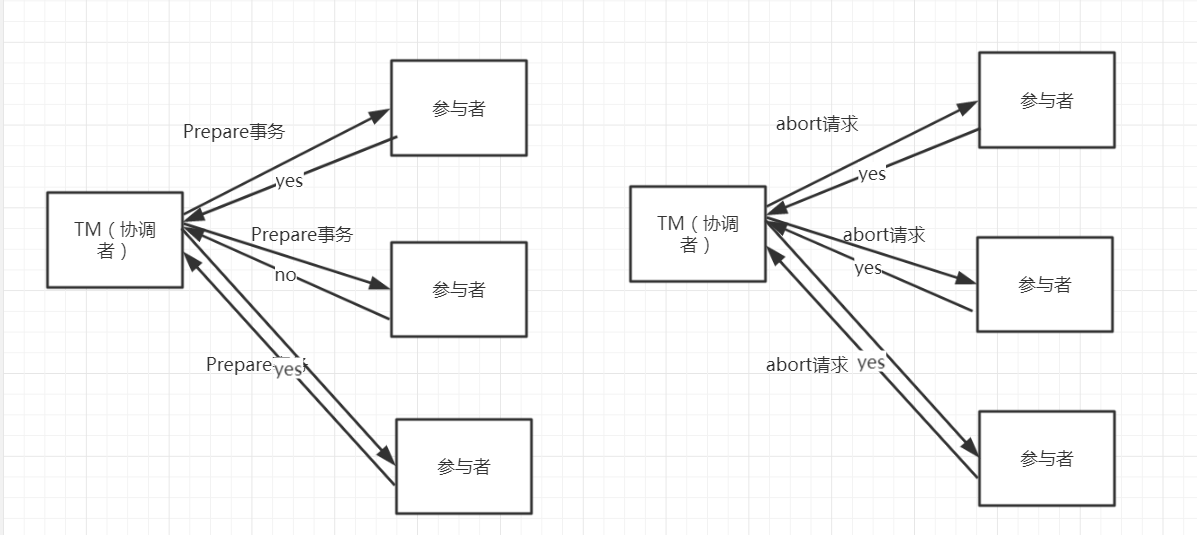 参与者
Prepare事务
yes
TM（协调
者）
Prepare事务
no
参与者
Prepare
yes
参与者
参与者
abort请求
yes
TM（协调
者）
abort请求
yes
参与者
abort请求
yes
参与者